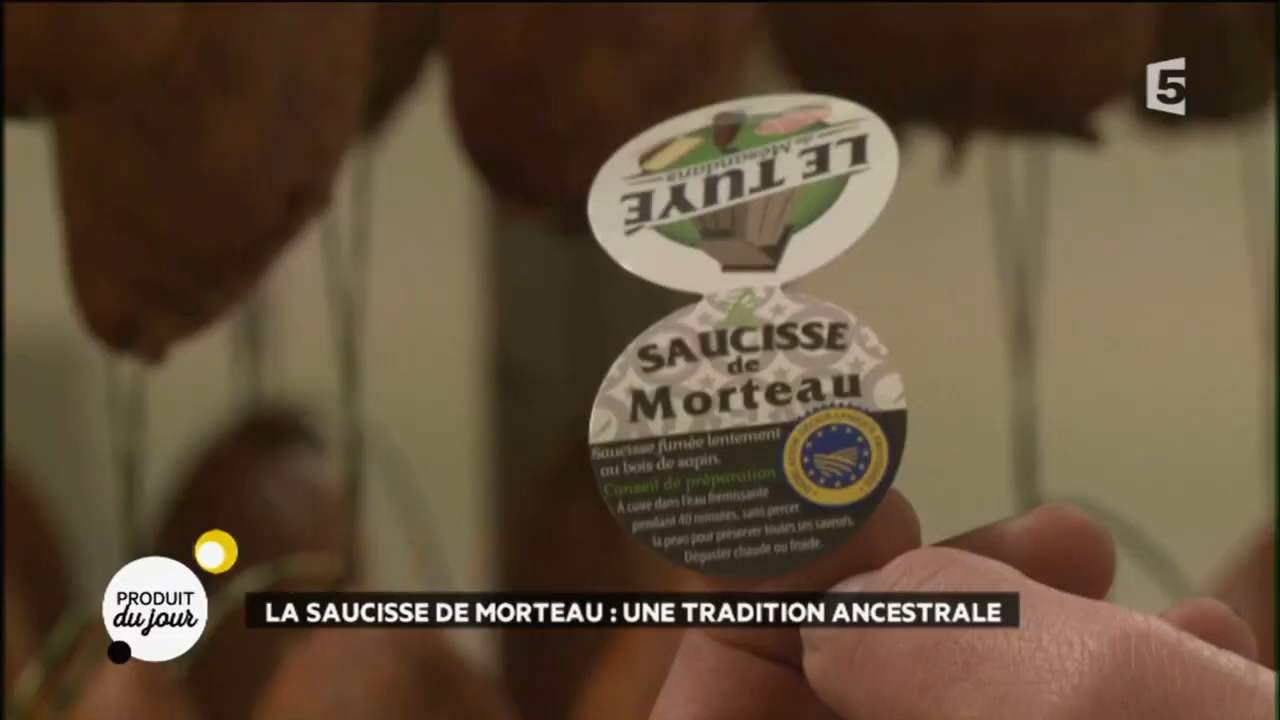 5
LE TUYÉ
de Mésandans
SAUCISSE
de
Morteau
Saucisse fumée lentement
au bois de sapin.
Conseil de préparation
À cuire dans l'eau frémissante
pendant 40 minutes, sans percer
la peau pour préserver toutes ses saveurs.
Déguster chaude ou froide.
PRODUIT
du jour
LA SAUCISSE DE MORTEAU : UNE TRADITION ANCESTRALE